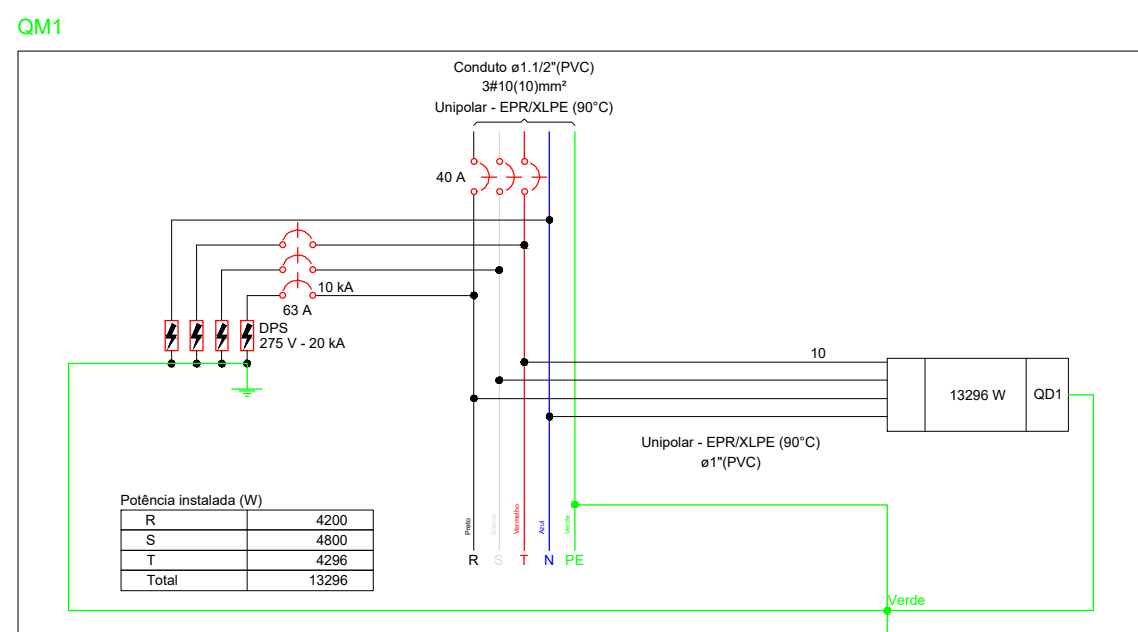 QM1
Conduto ø1.1/2"(PVC)
3#10(10)mm²
Unipolar - EPR/XLPE (90°C)
40 A
10 kA
63 A
DPS
275 V - 20 kA
10
13296 W
QD1
Unipolar - EPR/XLPE (90°C)
ø1"(PVC)
Potência instalada (W)
R 4200
S 4800
T 4296
Total 13296
Preto Branco Vermelho Azul Verde
R S T N PE
Verde